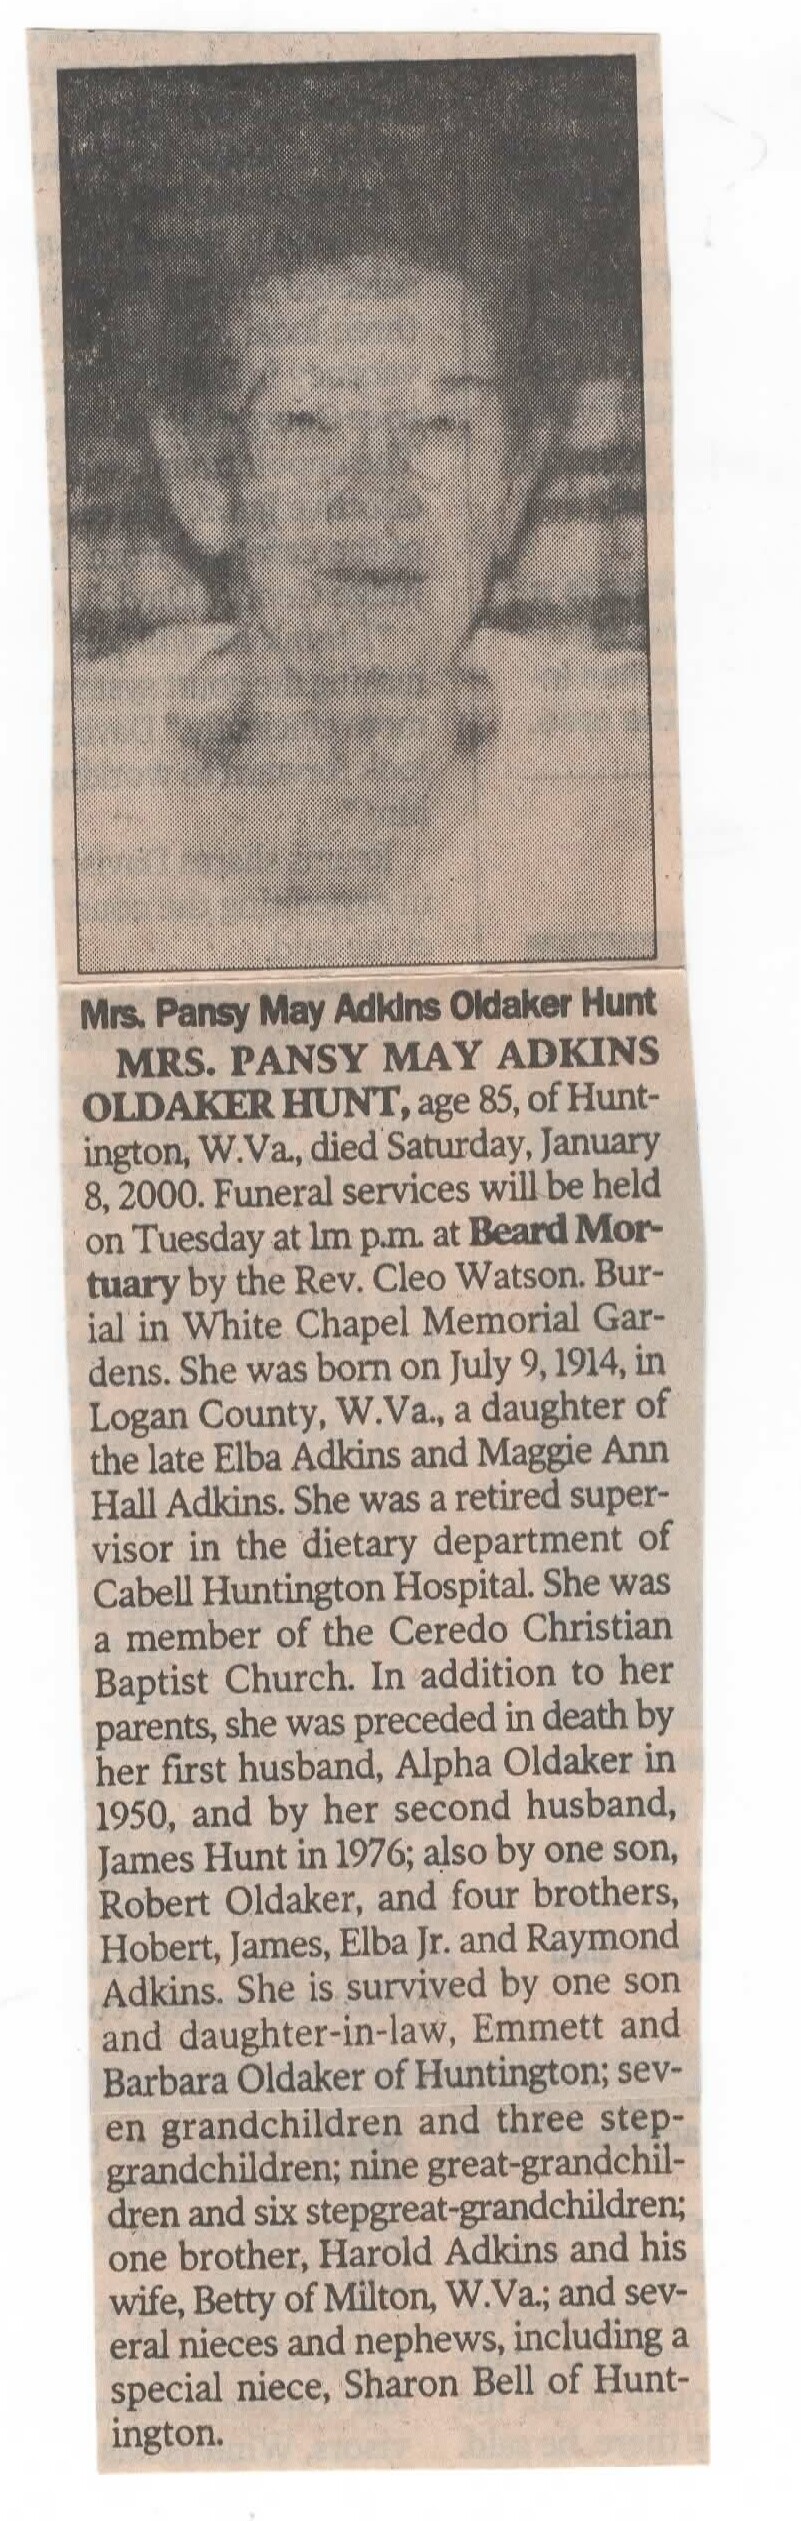 Mrs. Pansy May Adkins Oldaker Hunt
MRS. PANSY MAY ADKINS
OLDAKER HUNT, age 85, of Hunt-
ington, W.Va., died Saturday, January
8, 2000. Funeral services will be held
on Tuesday at 1m p.m. at Beard Mor-
tuary by the Rev. Cleo Watson. Bur-
ial in White Chapel Memorial Gar-
dens. She was born on July 9, 1914, in
Logan County, W.Va., a daughter of
the late Elba Adkins and Maggie Ann
Hall Adkins. She was a retired super-
visor in the dietary department of
Cabell Huntington Hospital. She was
a member of the Ceredo Christian
Baptist Church. In addition to her
parents, she was preceded in death by
her first husband, Alpha Oldaker in
1950, and by her second husband,
James Hunt in 1976; also by one son,
Robert Oldaker, and four brothers,
Hobert, James, Elba Jr. and Raymond
Adkins. She is survived by one son
and daughter-in-law, Emmett and
Barbara Oldaker of Huntington; sev-
en grandchildren and three step-
grandchildren; nine great-grandchil-
dren and six stepgreat-grandchildren;
one brother, Harold Adkins and his
wife, Betty of Milton, W.Va.; and sev-
eral nieces and nephews, including a
special niece, Sharon Bell of Hunt-
ington.